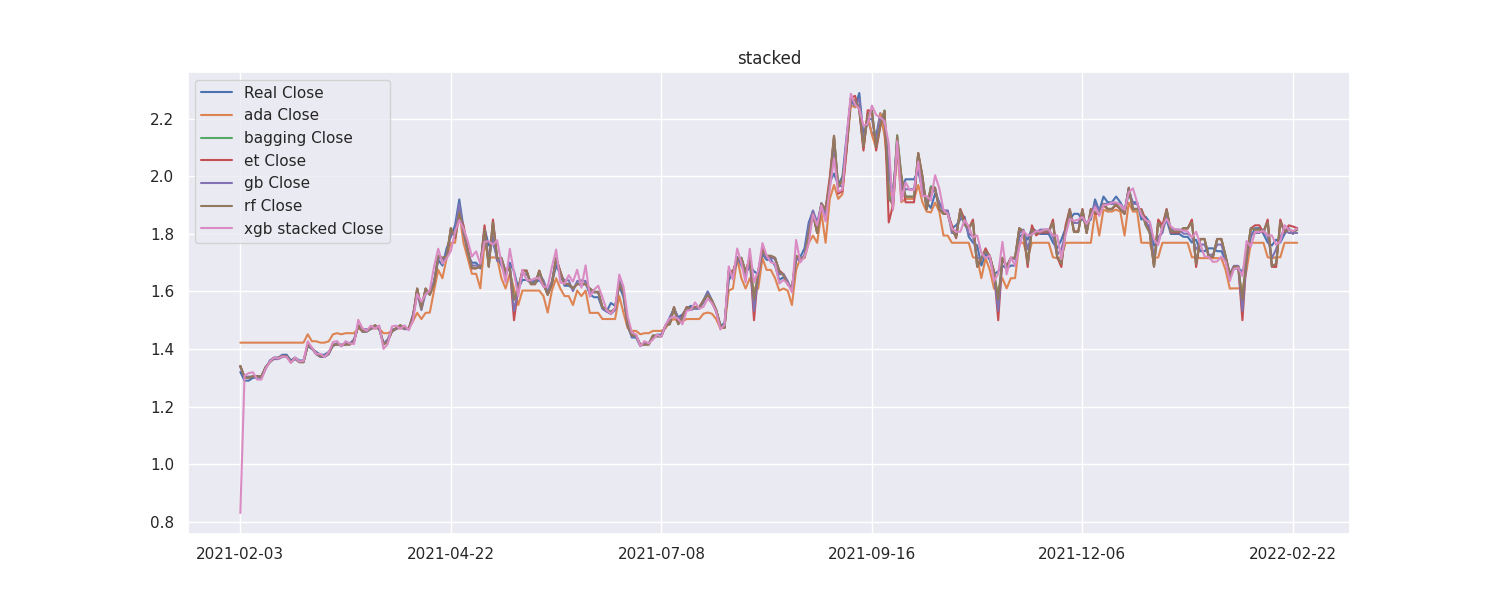 stacked
Real Close
ada Close
bagging Close
et Close
gb Close
rf Close
xgb stacked Close
2.2
2.0
1.8
1.6
1.4
1.2
1.0
0.8
2021-02-03
2021-04-22
2021-07-08
2021-09-16
2021-12-06
2022-02-22